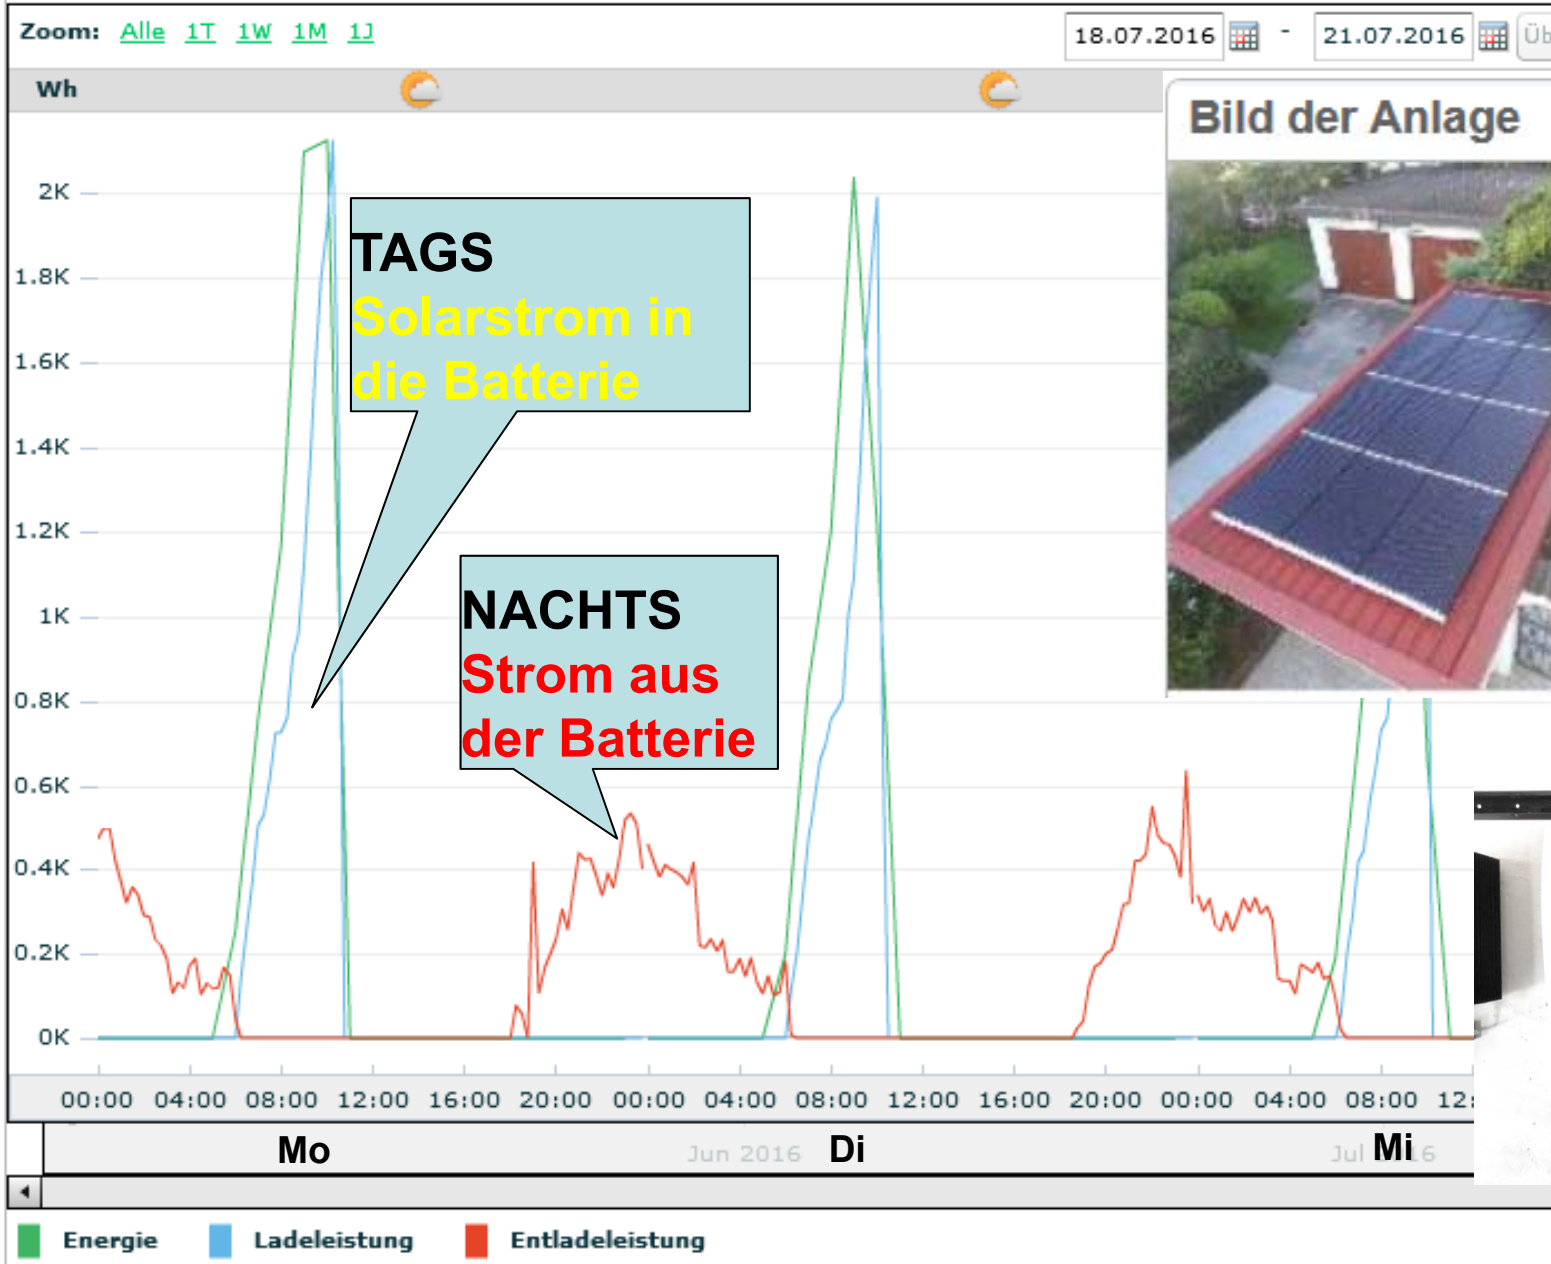 Zoom: Alle 1T 1W 1M 1J
18.07.2016 - 21.07.2016 Üb
Wh
Bild der Anlage
TAGS
Solarstrom in
die Batterie
NACHTS
Strom aus
der Batterie
2K
1.8K
1.6K
1.4K
1.2K
1K
0.8K
0.6K
0.4K
0.2K
0K
00:00 04:00 08:00 12:00 16:00 20:00 00:00 04:00 08:00 12:00 16:00 20:00 00:00 04:00 08:00 12:
Mo Jun 2016 Di Jul Mi
Energie Ladeleistung Entladeleistung